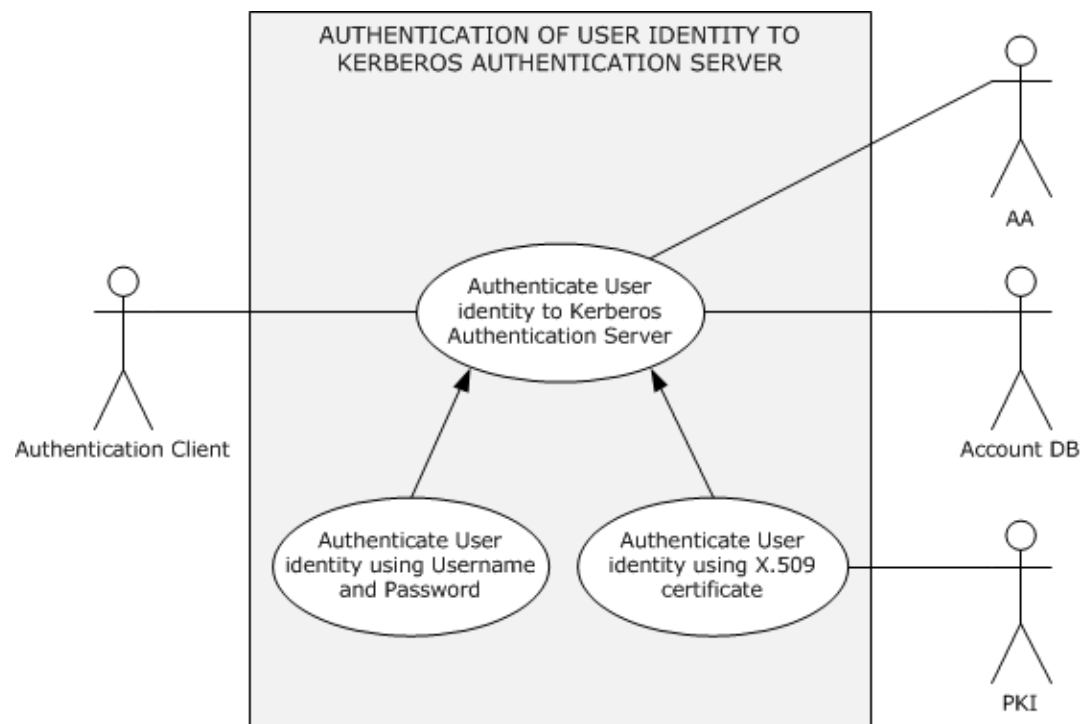 AUTHENTICATION OF USER IDENTITY TO
KERBEROS AUTHENTICATION SERVER
AA
Authenticate User
identity to Kerberos
Authentication Server
Authentication Client
Account DB
Authenticate User
identity using Username
and Password
Authenticate User
identity using X.509
certificate
PKI